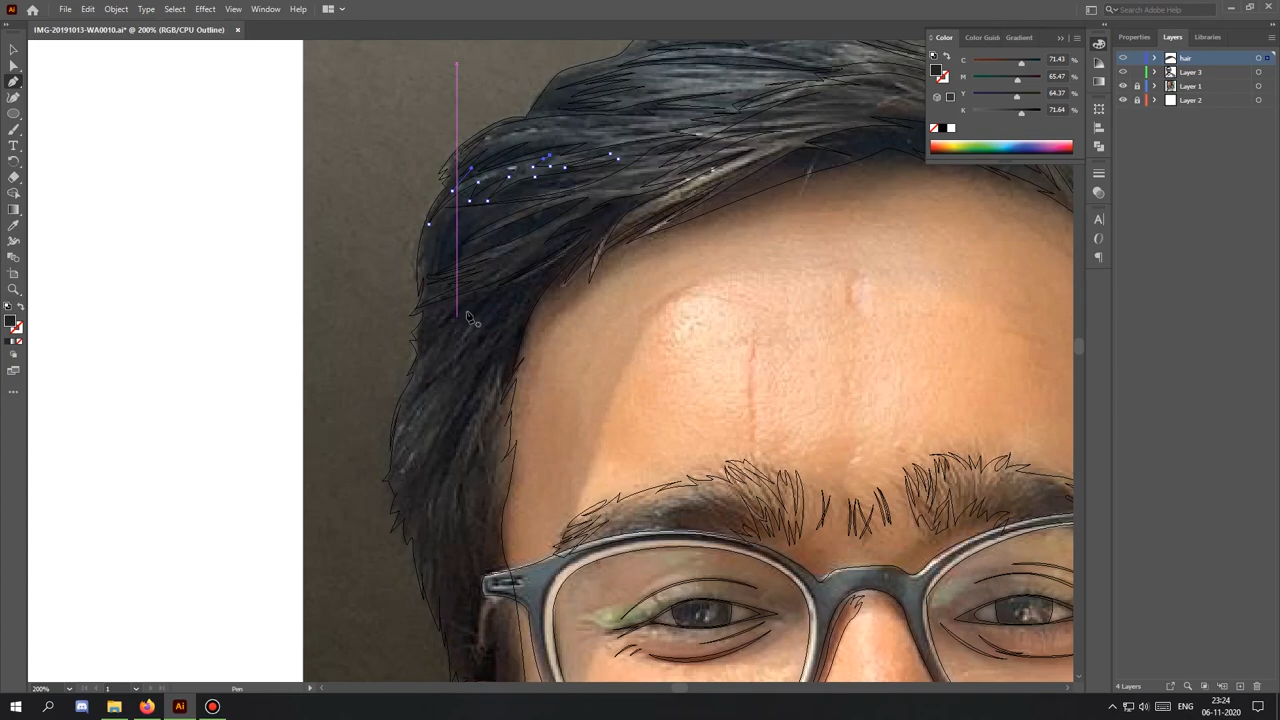 File Edit Object Type Select Effect View Window Help
Search Adobe Help
IMG-20191013-WA0010.ai* @ 200% (RGB/CPU Outline) ×
Color Color Guide Gradient
C 71.43 %
M 65.47 %
Y 64.37 %
K 71.64 %
Properties Layers Libraries
hair
Layer 3
Layer 1
Layer 2
200% 1 Pen
4 Layers
ENG
23:24
06-11-2020